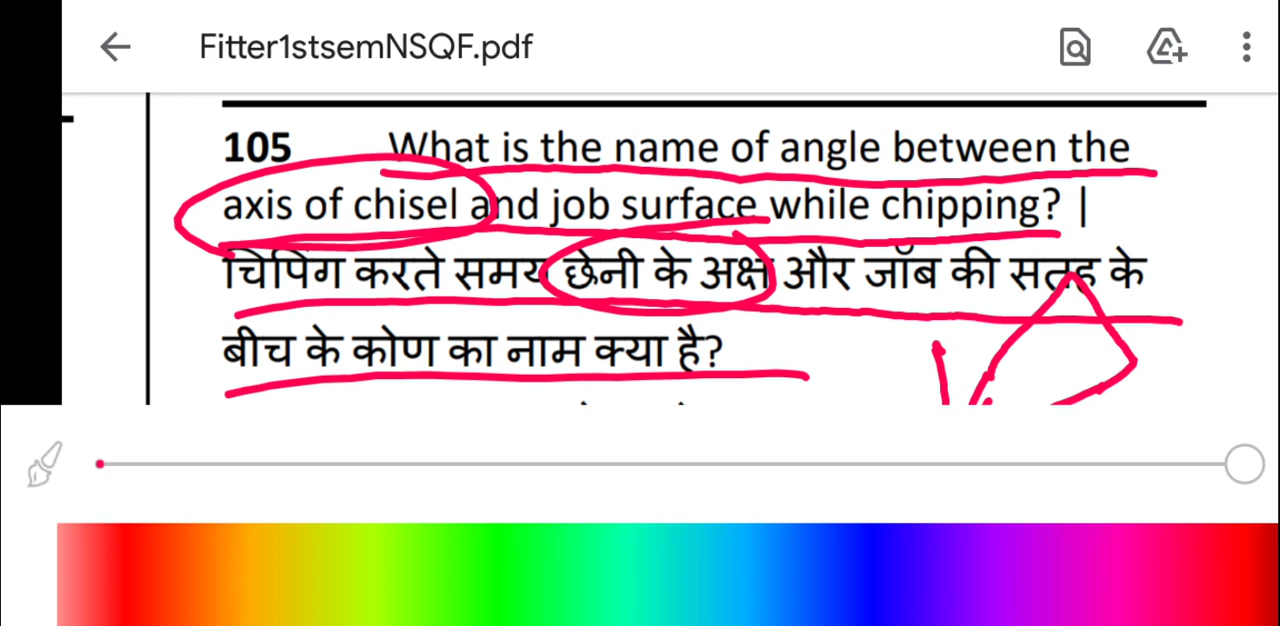 Fitter1stsemNSQF.pdf
105 What is the name of angle between the
axis of chisel and job surface while chipping? |
चिपिंग करते समय छेनी के अक्ष और जॉब की सतह के
बीच के कोण का नाम क्या है?